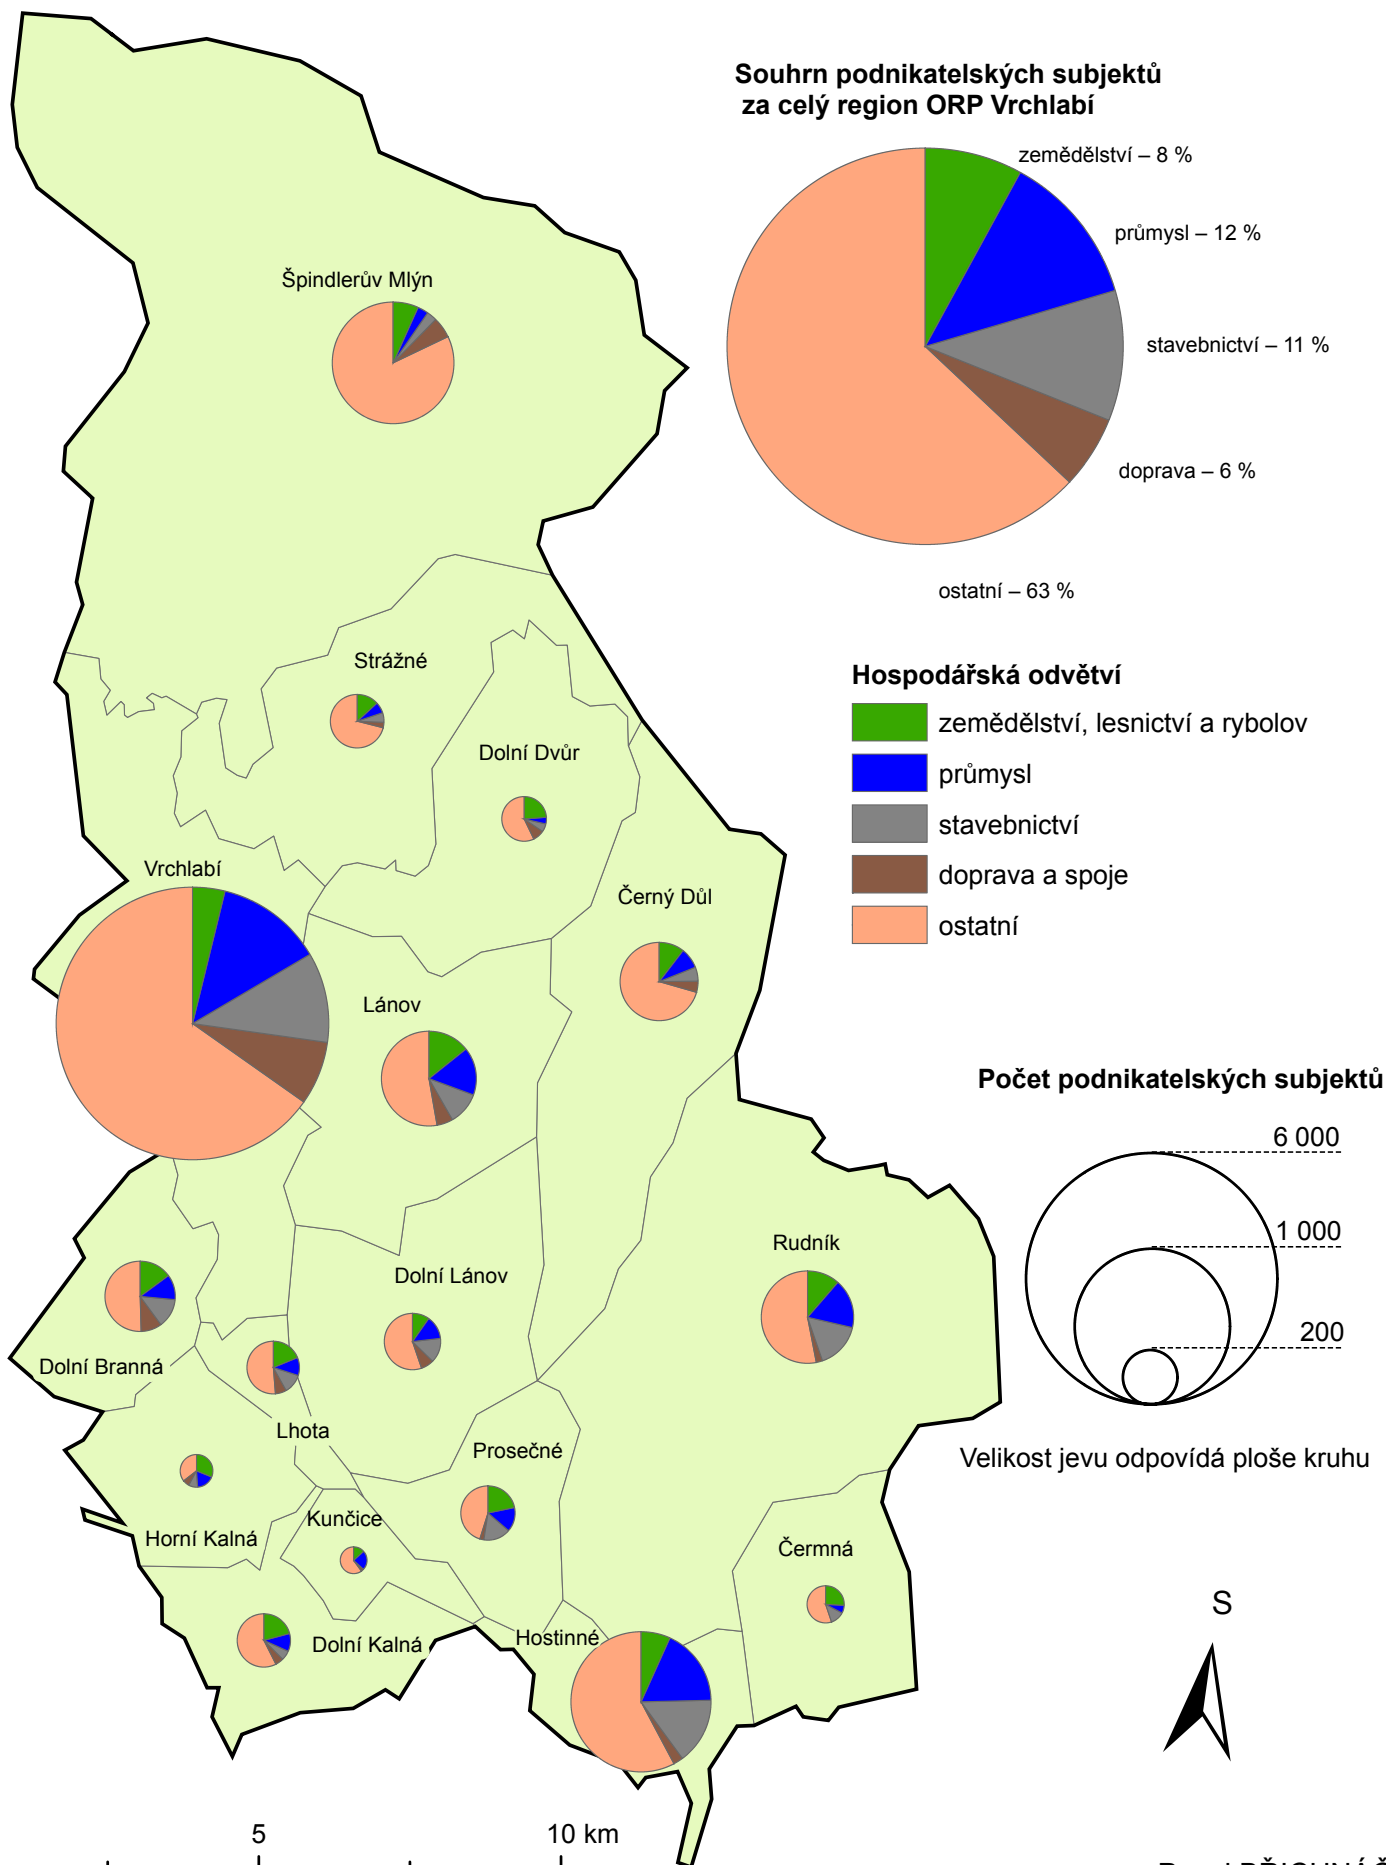 Souhrn podnikatelských subjektů
za celý region ORP Vrchlabí
zemědělství – 8 %
průmysl – 12 %
stavebnictví – 11 %
doprava – 6 %
ostatní – 63 %
Hospodářská odvětví
zemědělství, lesnictví a rybolov
průmysl
stavebnictví
doprava a spoje
ostatní
Špindlerův Mlýn
Strážné
Dolní Dvůr
Vrchlabí
Černý Důl
Lánov
Rudník
Dolní Lánov
Dolní Branná
Lhota
Prosečné
Horní Kalná
Kunčice
Čermná
Dolní Kalná
Hostinné
Počet podnikatelských subjektů
6 000
1 000
200
Velikost jevu odpovídá ploše kruhu
S
5
10 km